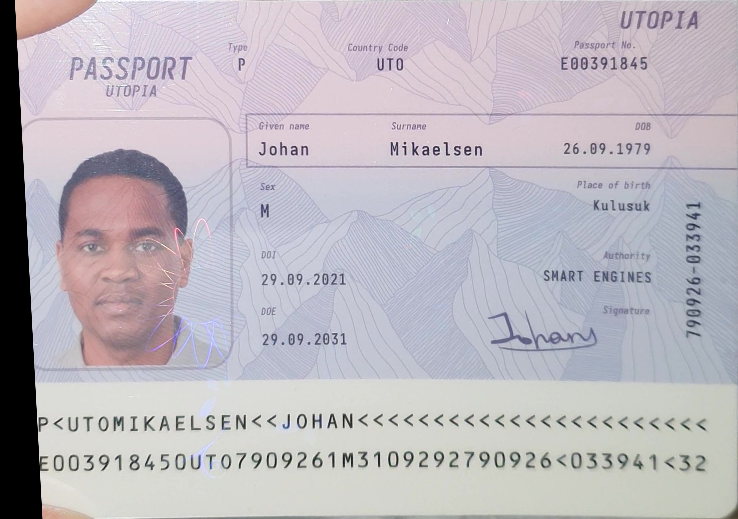 UTOPIA
PASSPORT
UTOPIA
Type
P
Country Code
UTO
Passport No.
E00391845
Given name
Johan
Surname
Mikaelsen
DOB
26.09.1979
Sex
M
Place of birth
Kulusuk
DOI
29.09.2021
Authority
SMART ENGINES
DOE
29.09.2031
Signature
Johans
790926-033941
P<UTOMIKAELSEN<<JOHAN<<<<<<<<<<<<<<<<<<<<<<<
E003918450UTO7909261M3109292790926<033941<32